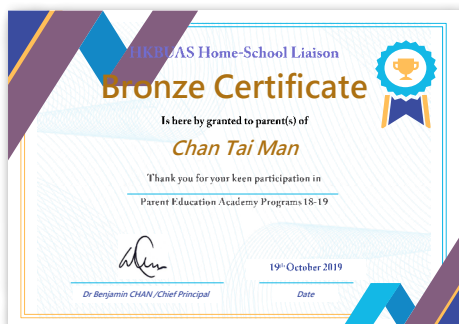 HKBUAS Home-School Liaison
Bronze Certificate
Is here by granted to parent(s) of
Chan Tai Man
Thank you for your keen participation in
Parent Education Academy Programs 18-19
19th October 2019
Dr Benjamin CHAN /Chief Principal
Date